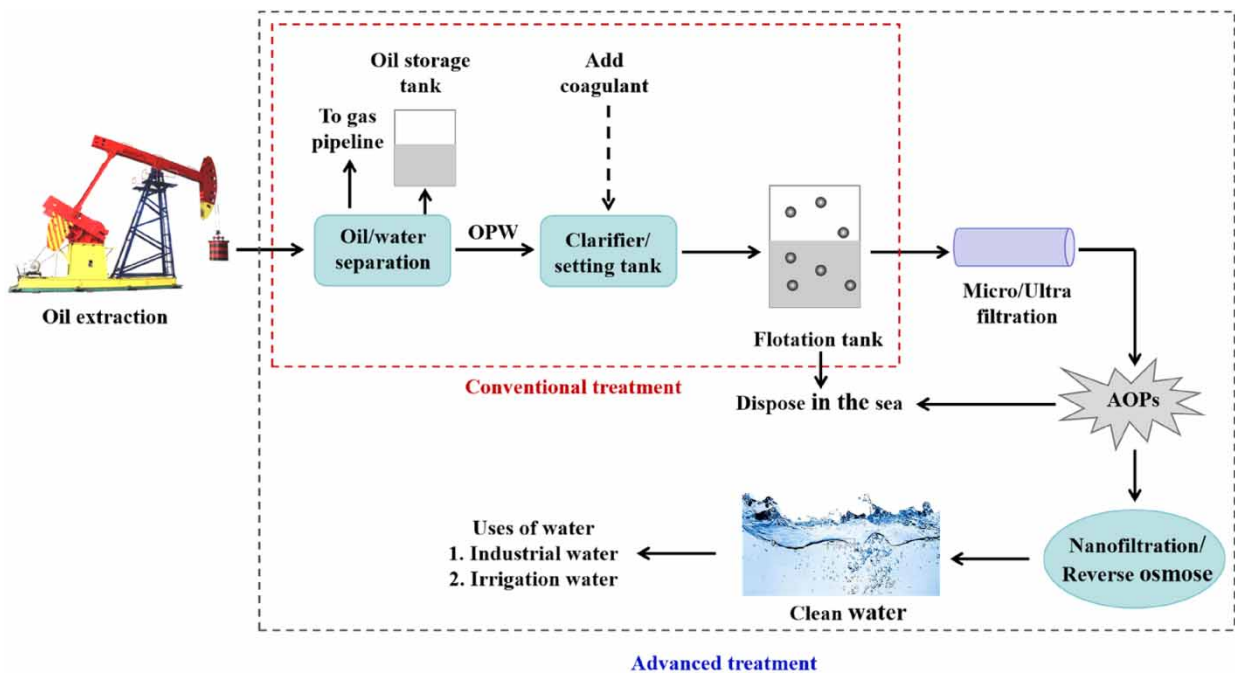 Oil storage
tank
Add
coagulant
To gas
pipeline
Oil/water
separation
OPW
Clarifier/
setting tank
Oil extraction
Micro/Ultra
filtration
Flotation tank
Conventional treatment
Dispose in the sea
AOPs
Uses of water
1. Industrial water
2. Irrigation water
Nanofiltration/
Reverse osmose
Clean water
Advanced treatment